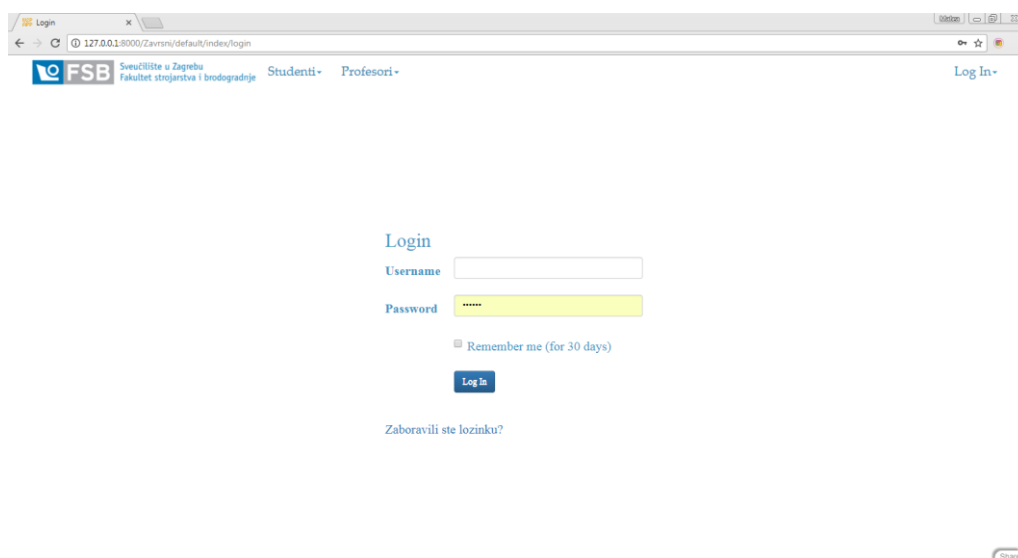 Login
127.0.0.1:8000/Zavrsni/default/index/login
FSB
Sveučilište u Zagrebu
Fakultet strojarstva i brodogradnje
Studenti
Profesori
Log In
Login
Username
Password ••••••
Remember me (for 30 days)
Log In
Zaboravili ste lozinku?